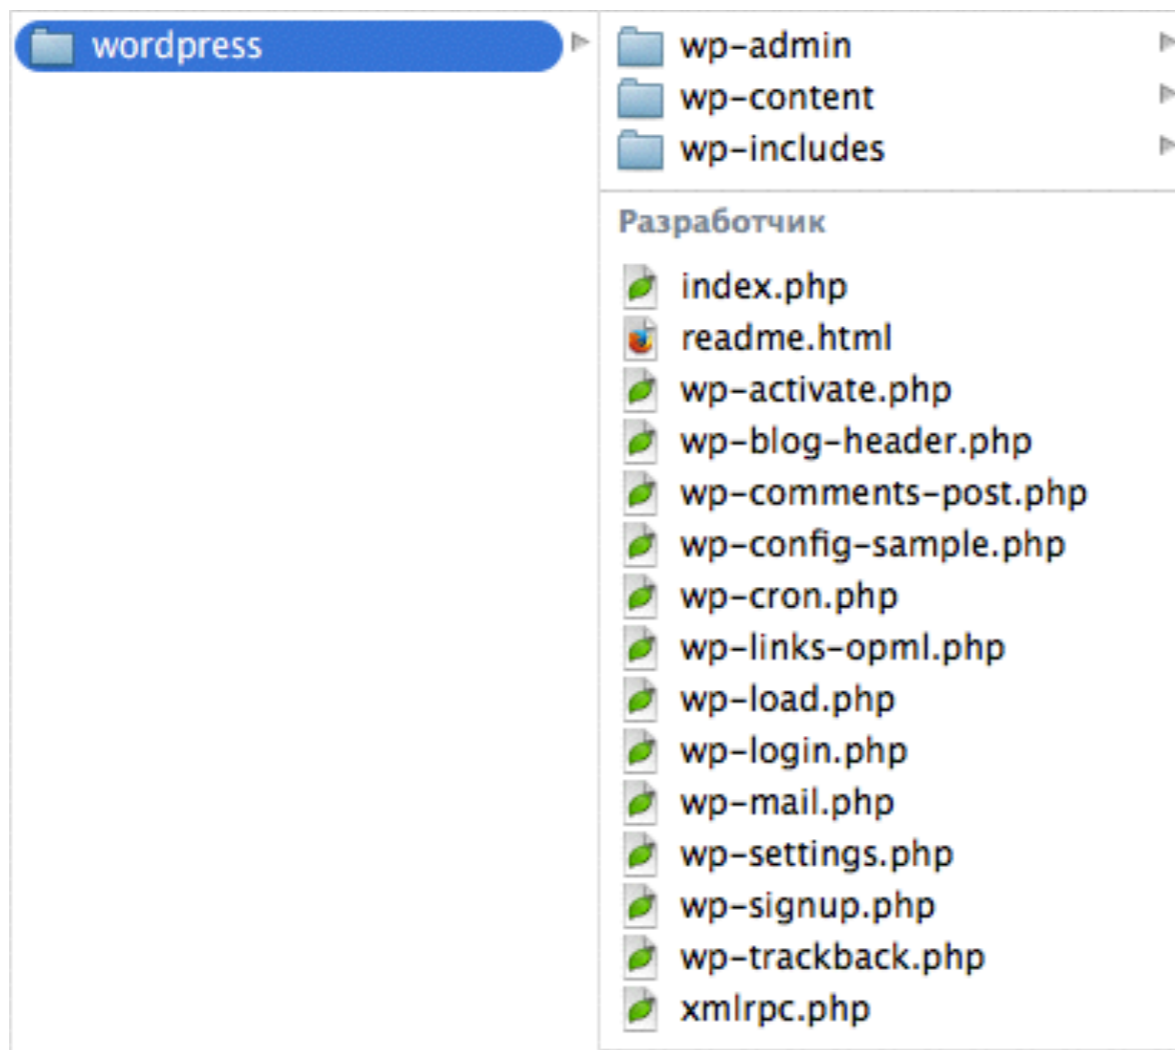 wordpress
wp-admin
wp-content
wp-includes
Разработчик
index.php
readme.html
wp-activate.php
wp-blog-header.php
wp-comments-post.php
wp-config-sample.php
wp-cron.php
wp-links-opml.php
wp-load.php
wp-login.php
wp-mail.php
wp-settings.php
wp-signup.php
wp-trackback.php
xmlrpc.php